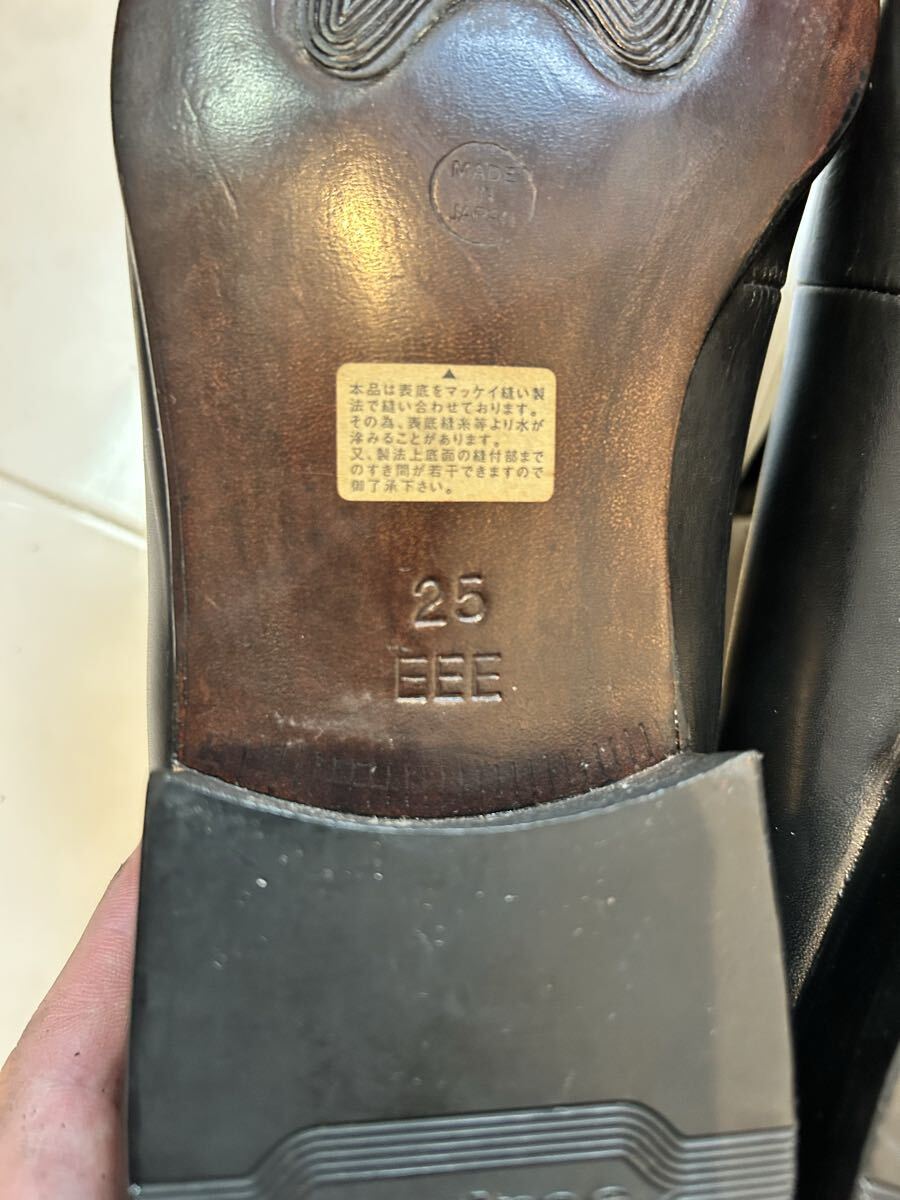 MADE
IN
JAPAN
▲
本品は表底をマッケイ縫い製
法で縫い合わせております。
その為、表底縫糸等より水が
滲みることがあります。
又、製法上底面の縫付部まで
のすき間が若干できますので
御了承下さい。
25
EEE